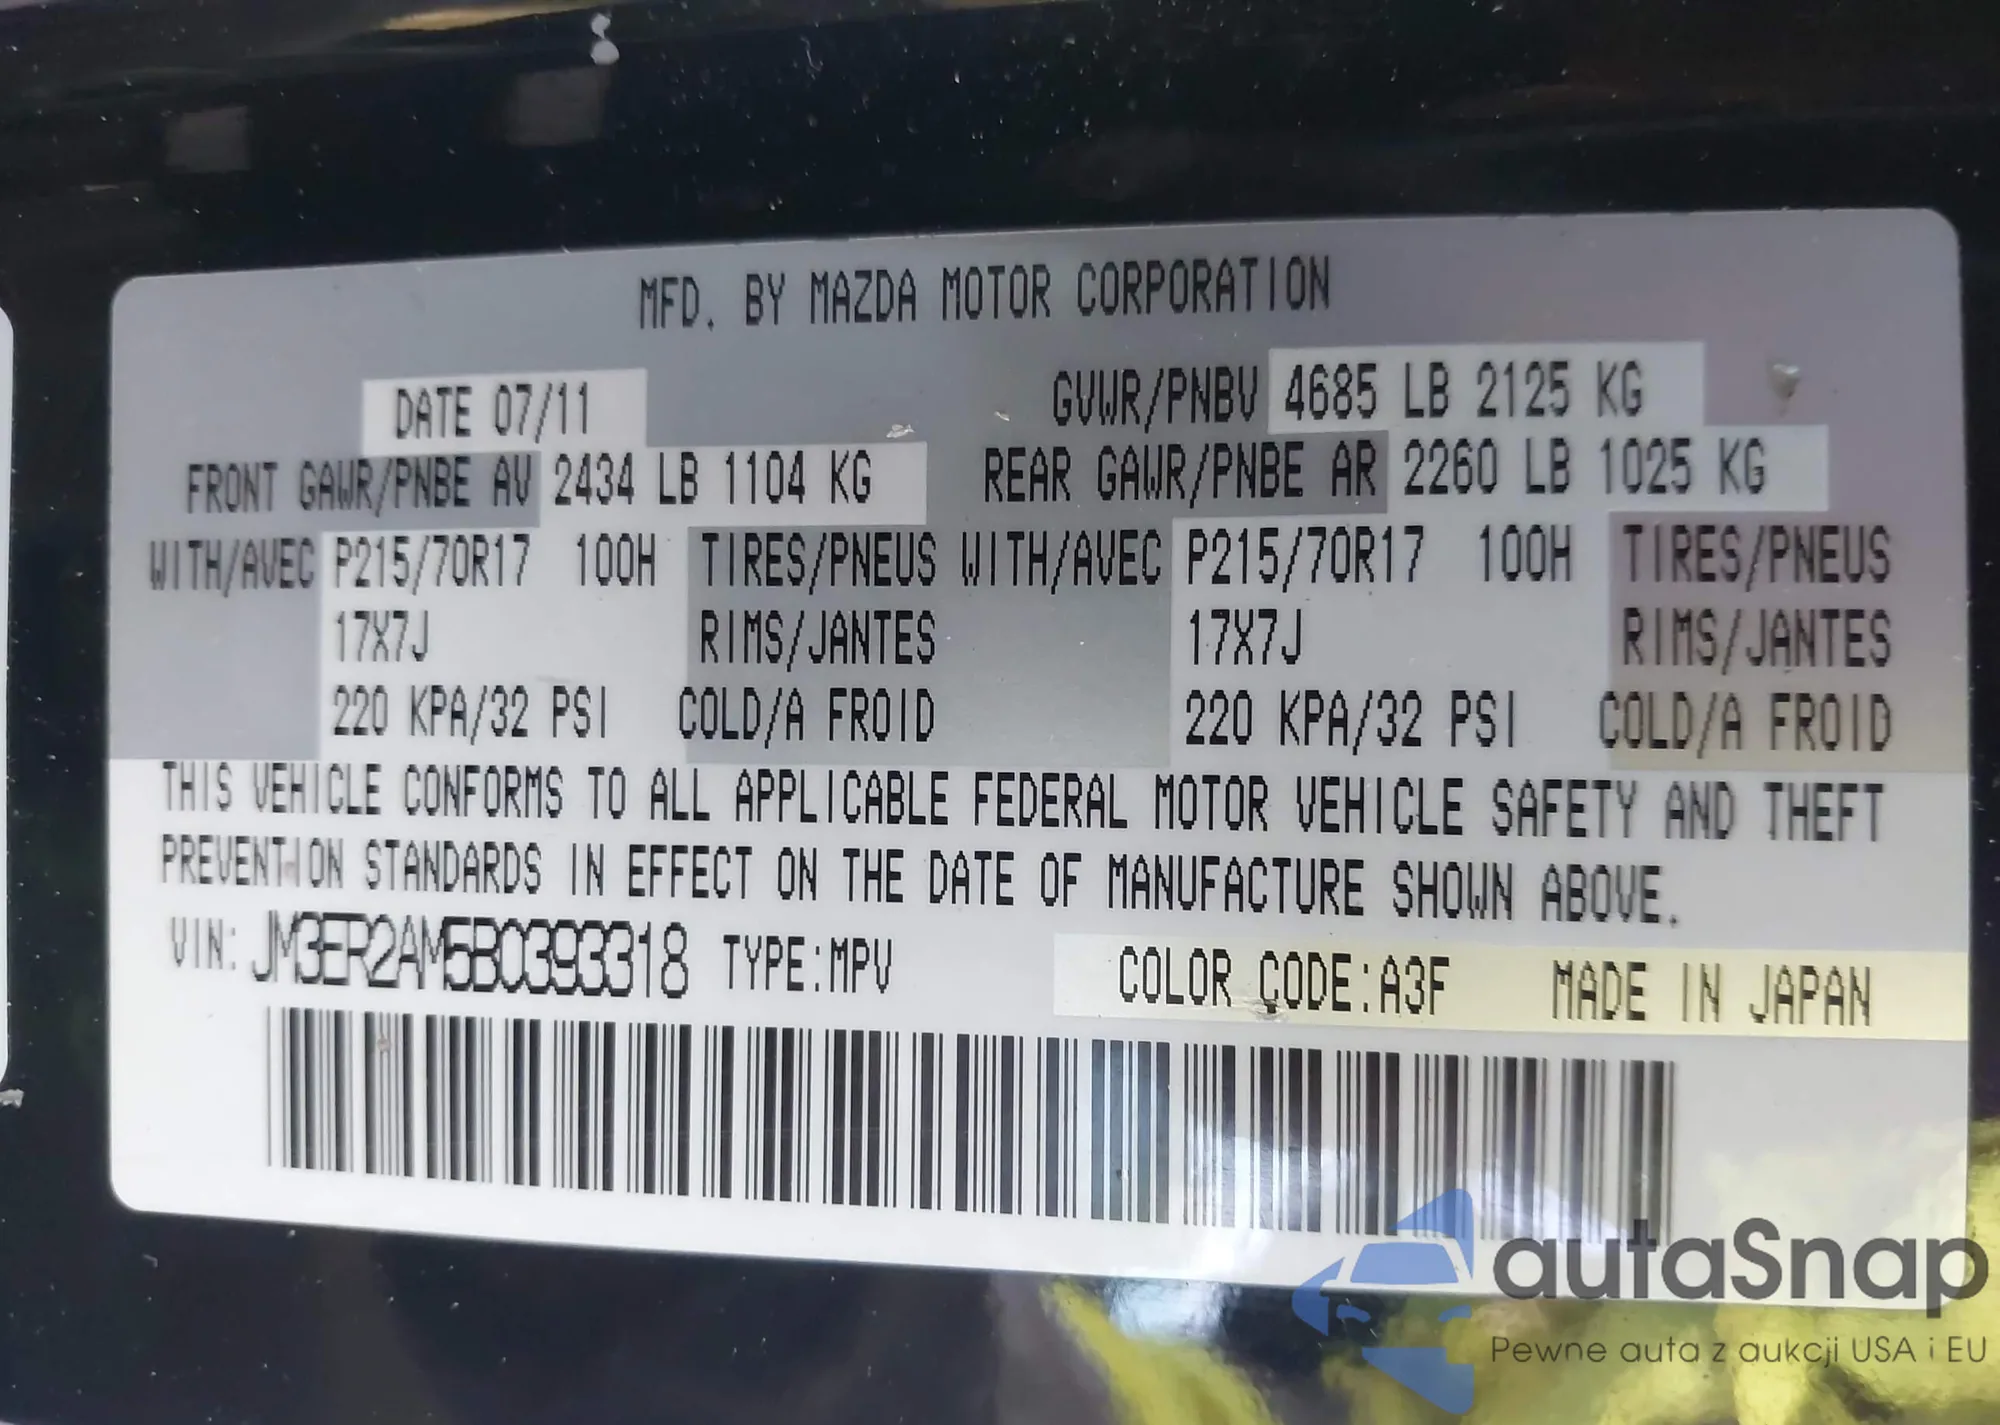 MFD. BY MAZDA MOTOR CORPORATION
DATE 07/11 GVWR/PNBV 4685 LB 2125 KG
FRONT GAWR/PNBE AV 2434 LB 1104 KG REAR GAWR/PNBE AR 2260 LB 1025 KG
WITH/AVEC P215/70R17 100H TIRES/PNEUS WITH/AVEC P215/70R17 100H TIRES/PNEUS
17X7J RIMS/JANTES 17X7J RIMS/JANTES
220 KPA/32 PSI COLD/A FROID 220 KPA/32 PSI COLD/A FROID
THIS VEHICLE CONFORMS TO ALL APPLICABLE FEDERAL MOTOR VEHICLE SAFETY AND THEFT
PREVENTION STANDARDS IN EFFECT ON THE DATE OF MANUFACTURE SHOWN ABOVE.
VIN: JM3ER2AM5B0393318 TYPE:MPV COLOR CODE:A3F MADE IN JAPAN
autaSnap
Pewne auta z aukcji USA i EU